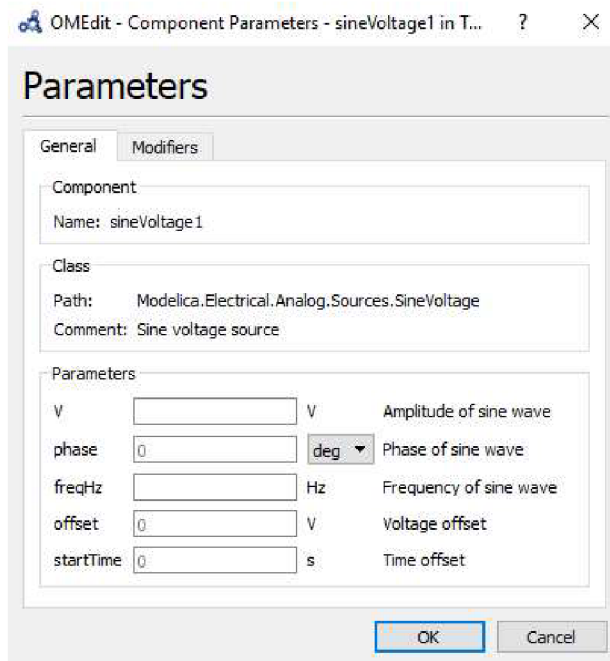 OMEdit - Component Parameters - sineVoltage1 in T... ? ×
Parameters
General Modifiers
Component
Name: sineVoltage1
Class
Path: Modelica.Electrical.Analog.Sources.SineVoltage
Comment: Sine voltage source
Parameters
V V Amplitude of sine wave
phase 0 deg Phase of sine wave
freqHz Hz Frequency of sine wave
offset 0 V Voltage offset
startTime 0 s Time offset
OK Cancel